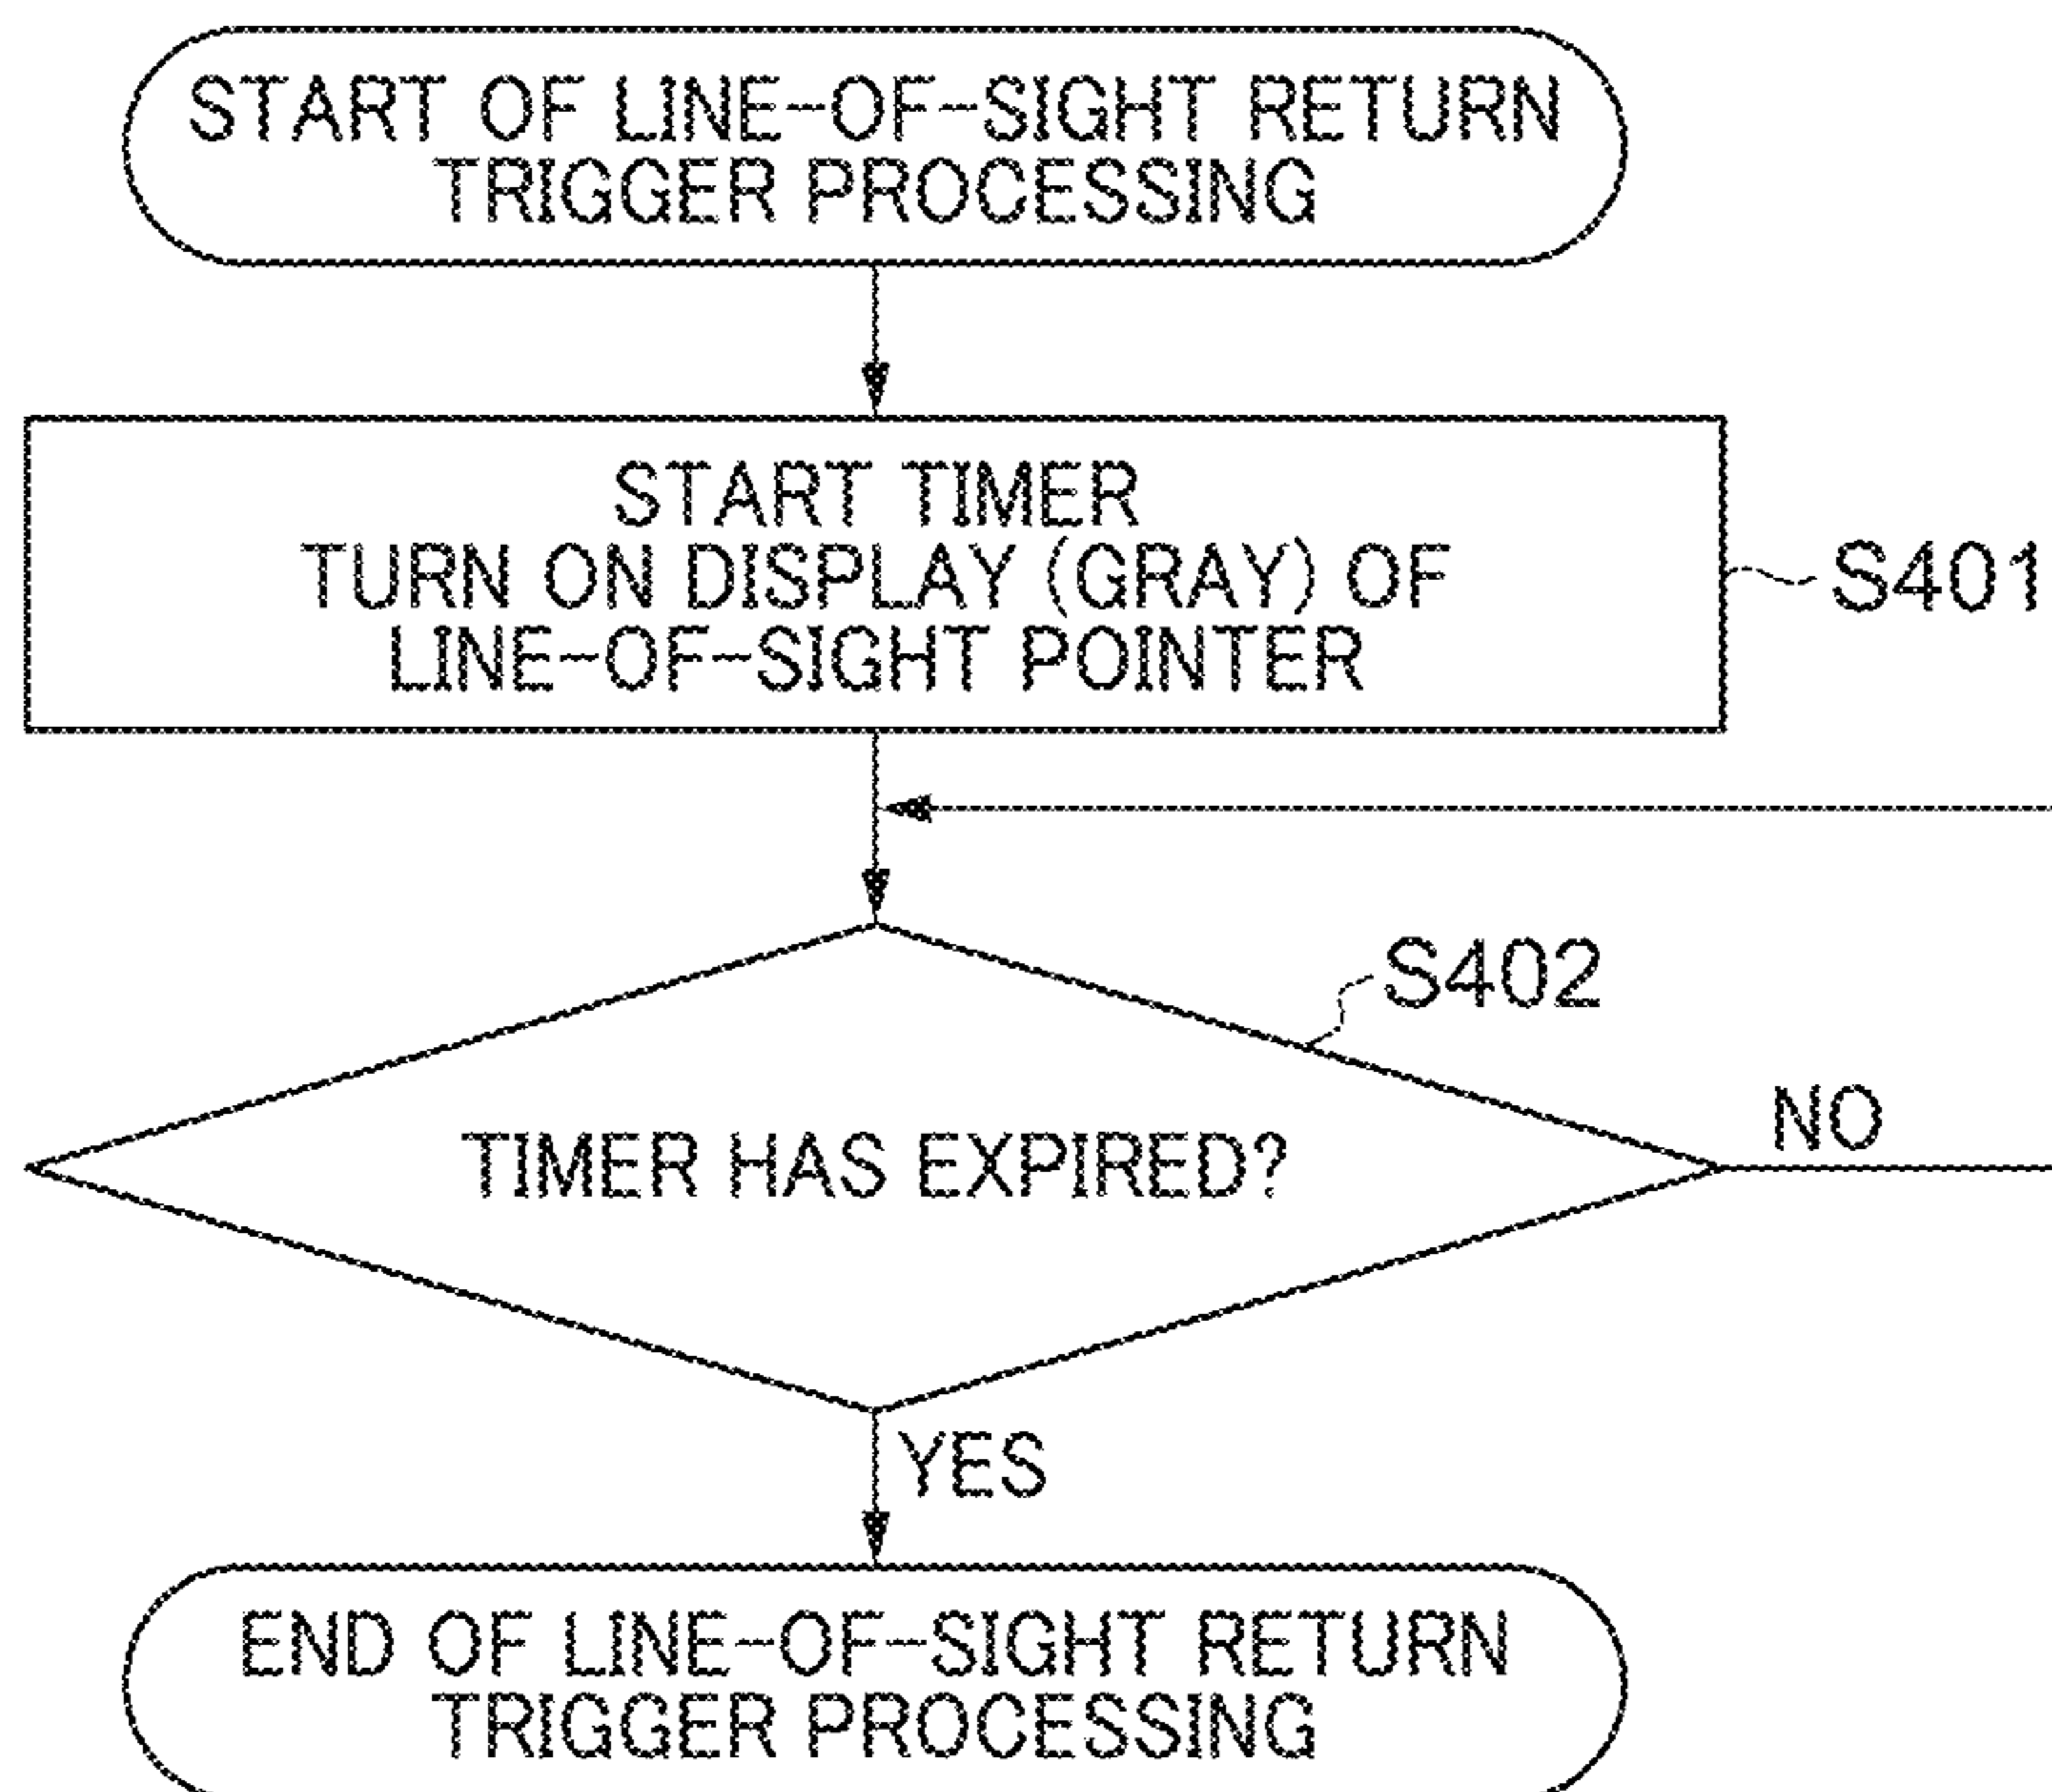 START OF LINE-OF-SIGHT RETURN
TRIGGER PROCESSING
START TIMER
TURN ON DISPLAY (GRAY) OF
LINE-OF-SIGHT POINTER
S401
S402
TIMER HAS EXPIRED?
NO
YES
END OF LINE-OF-SIGHT RETURN
TRIGGER PROCESSING